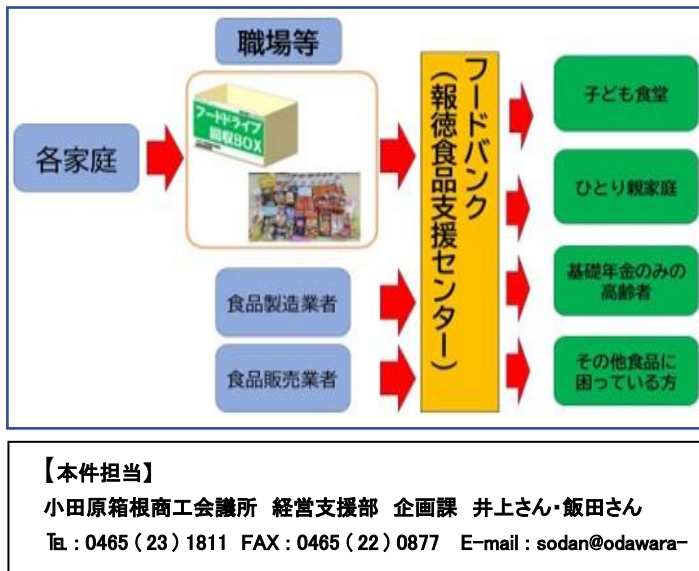 職場等
各家庭
フードドライブ
回収BOX
食品製造業者
食品販売業者
フードバンク
（報徳食品支援センター）
子ども食堂
ひとり親家庭
基礎年金のみの
高齢者
その他食品に
困っている方
【本件担当】
小田原箱根商工会議所 経営支援部 企画課 井上さん・飯田さん
℡：0465（23）1811 FAX：0465（22）0877 E-mail：sodan@odawara-